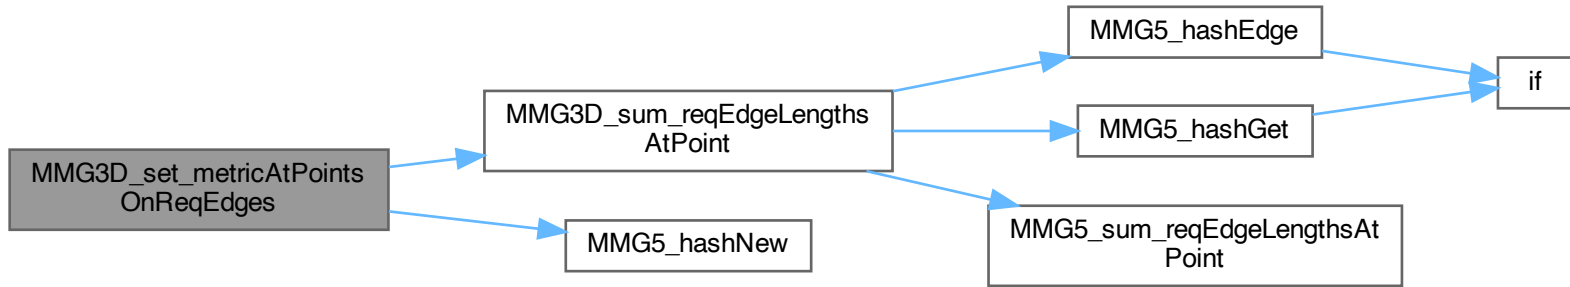 MMG3D_set_metricAtPoints
OnReqEdges
MMG3D_sum_reqEdgeLengths
AtPoint
MMG5_hashNew
MMG5_hashEdge
MMG5_hashGet
MMG5_sum_reqEdgeLengthsAt
Point
if